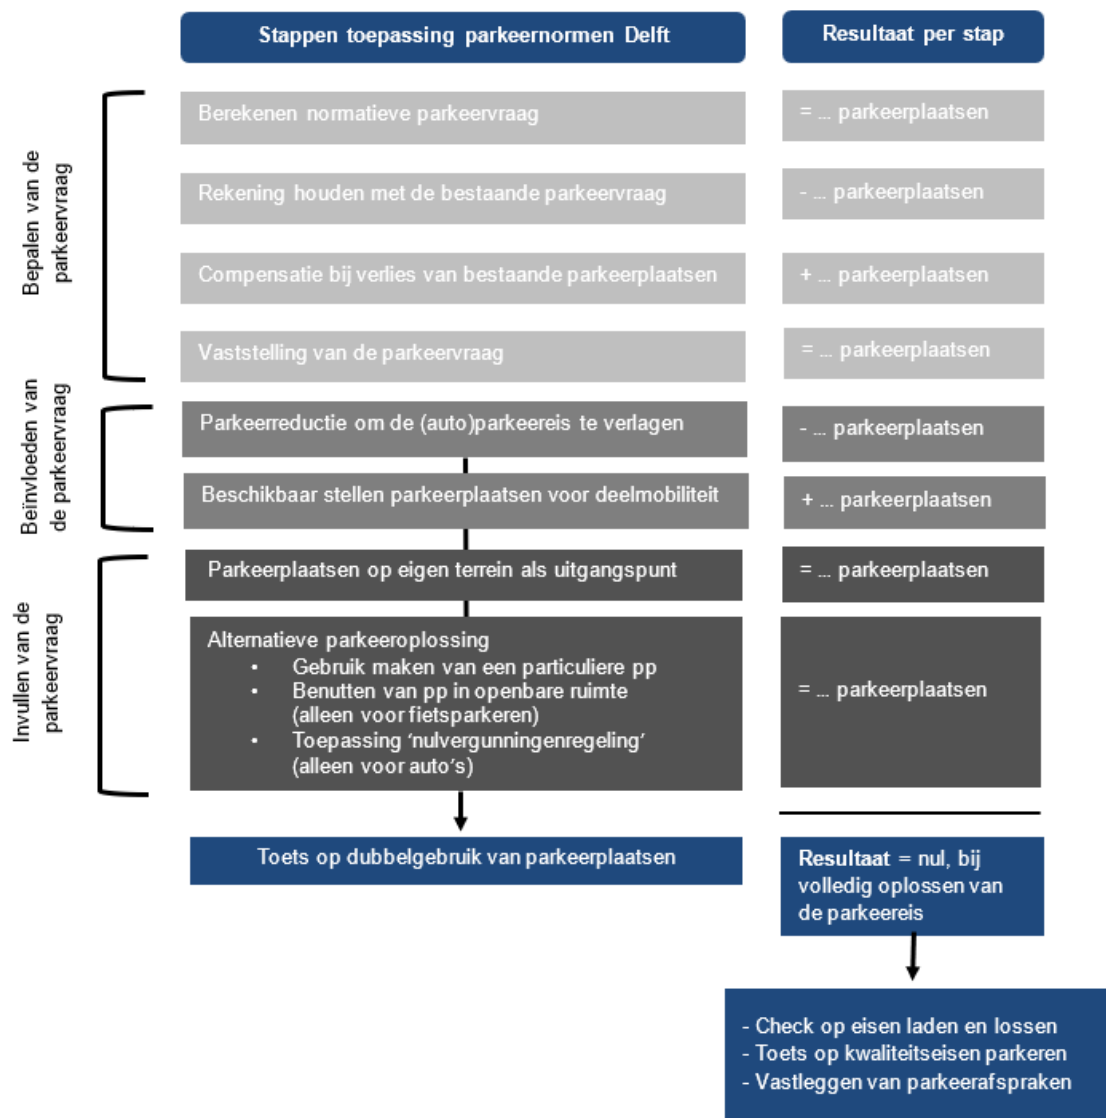 Stappen toepassing parkeernormen Delft
Resultaat per stap
Bepalen van de
parkeervraag
Berekenen normatieve parkeervraag
= ... parkeerplaatsen
Rekening houden met de bestaande parkeervraag
- ... parkeerplaatsen
Compensatie bij verlies van bestaande parkeerplaatsen
+ ... parkeerplaatsen
Vaststelling van de parkeervraag
= ... parkeerplaatsen
Beïnvloeden van
de parkeervraag
Parkeerreductie om de (auto)parkeereis te verlagen
- ... parkeerplaatsen
Beschikbaar stellen parkeerplaatsen voor deelmobiliteit
+ ... parkeerplaatsen
Invullen van de
parkeervraag
Parkeerplaatsen op eigen terrein als uitgangspunt
= ... parkeerplaatsen
Alternatieve parkeeroplossing
• Gebruik maken van een particuliere pp
• Benutten van pp in openbare ruimte
(alleen voor fietsparkeren)
• Toepassing ‘nulvergunningenregeling’
(alleen voor auto’s)
= ... parkeerplaatsen
Toets op dubbelgebruik van parkeerplaatsen
Resultaat = nul, bij
volledig oplossen van
de parkeereis
- Check op eisen laden en lossen
- Toets op kwaliteitseisen parkeren
- Vastleggen van parkeerafspraken